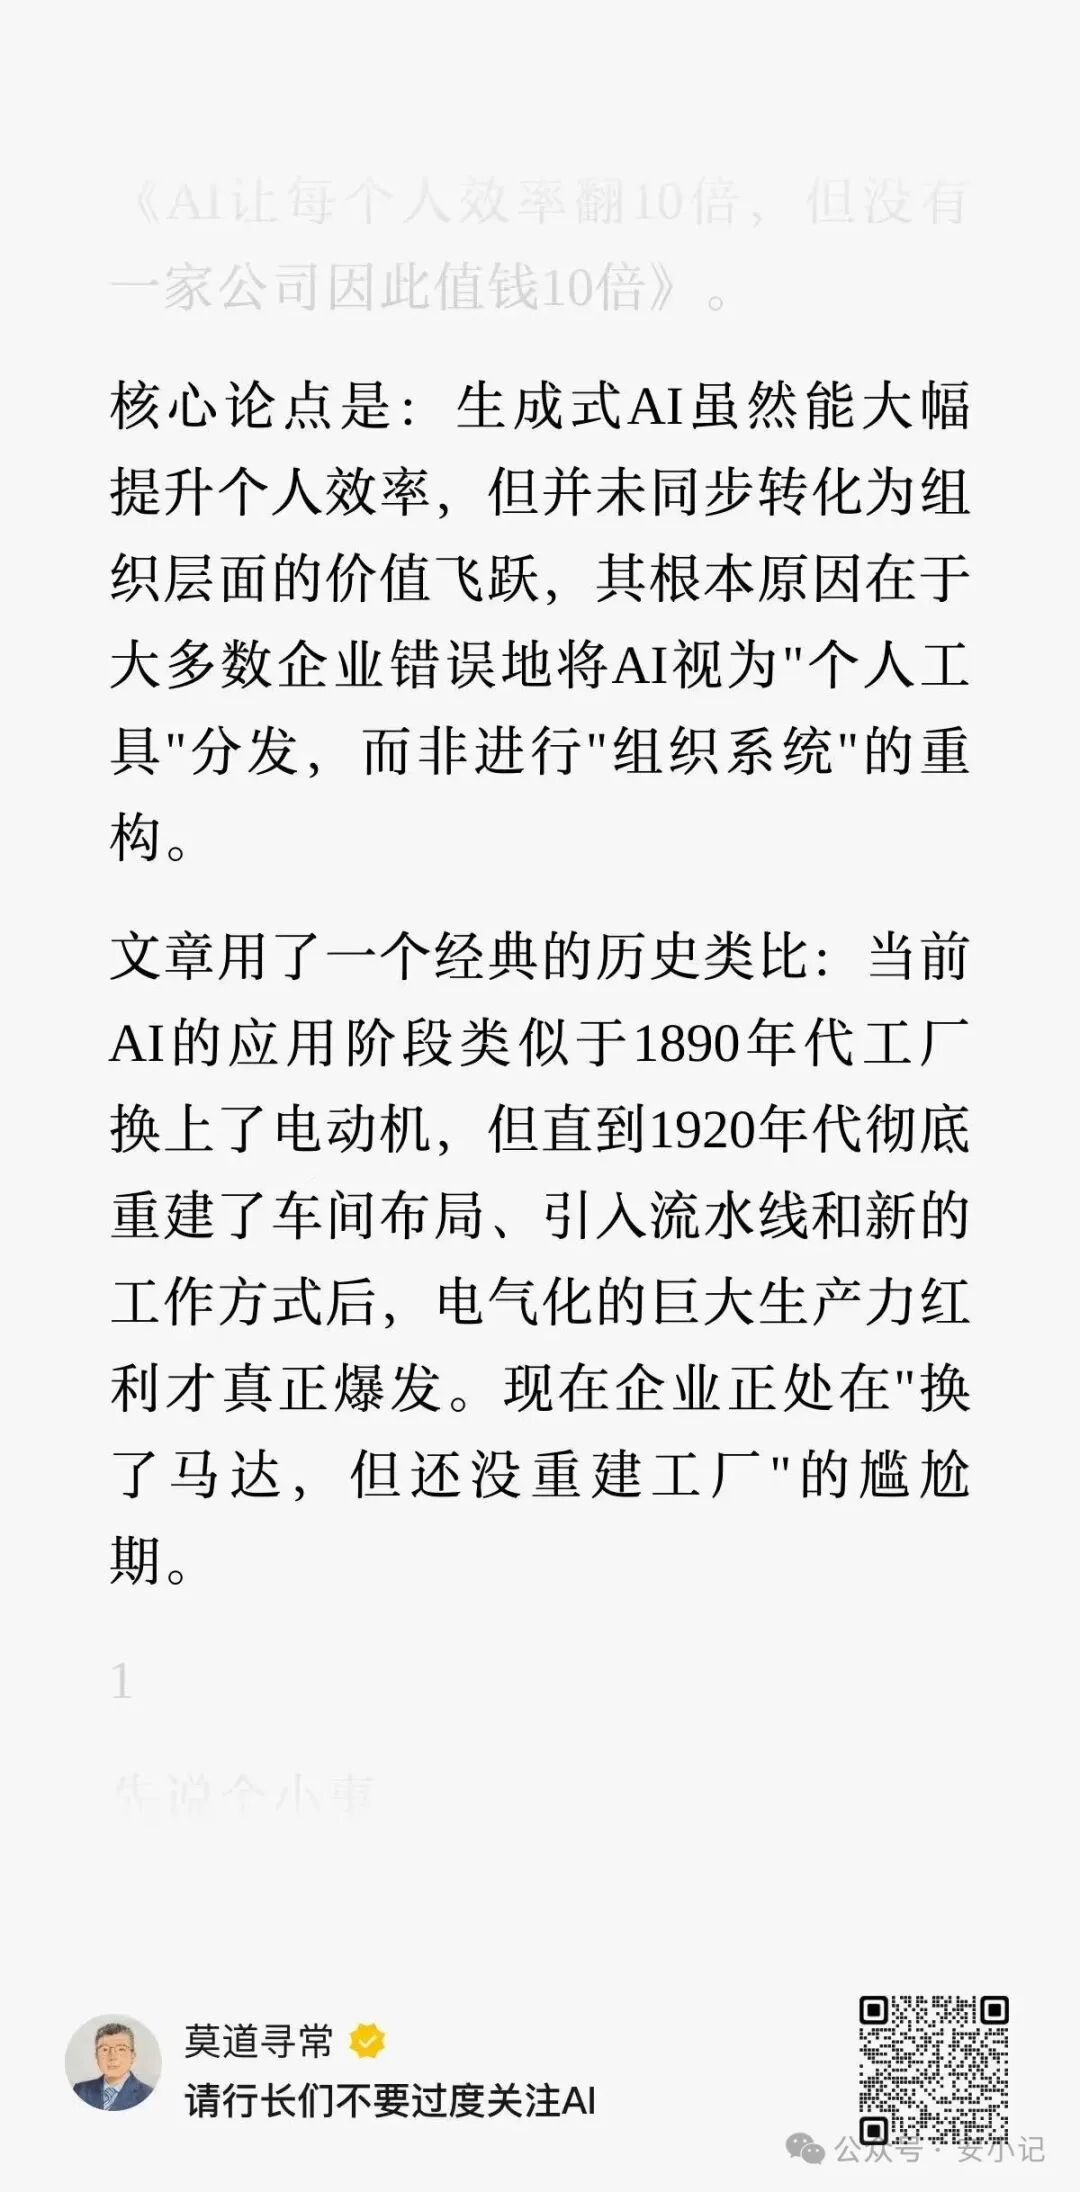 《AI让每个人效率翻10倍，但没有
一家公司因此值钱10倍》。
核心论点是：生成式AI虽然能大幅
提升个人效率，但并未同步转化为组
织层面的价值飞跃，其根本原因在于
大多数企业错误地将AI视为"个人工
具"分发，而非进行"组织系统"的重
构。
文章用了一个经典的历史类比：当前
AI的应用阶段类似于1890年代工厂
换上了电动机，但直到1920年代彻底
重建了车间布局、引入流水线和新的
工作方式后，电气化的巨大生产力红
利才真正爆发。现在企业正处在"换
了马达，但还没重建工厂"的尴尬
期。
1
先说个小事
莫道寻常
请行长们不要过度关注AI
公众号·安小记